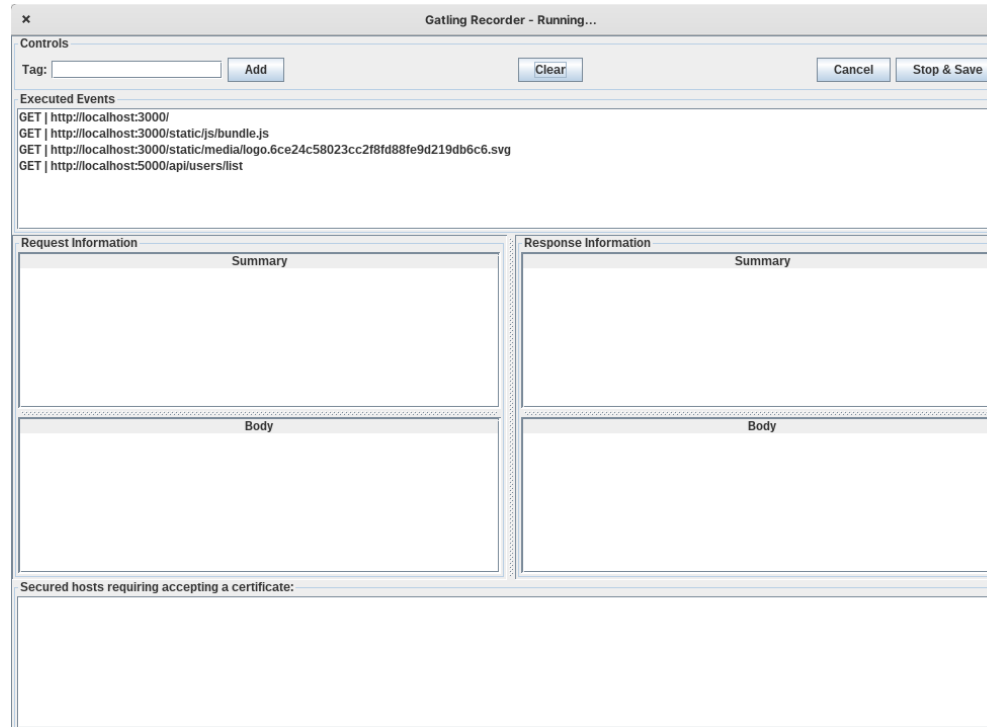 ×
Gatling Recorder - Running...
Controls
Tag:
Add
Clear
Cancel
Stop & Save
Executed Events
GET | http://localhost:3000/
GET | http://localhost:3000/static/js/bundle.js
GET | http://localhost:3000/static/media/logo.6ce24c58023cc2f8fd88fe9d219db6c6.svg
GET | http://localhost:5000/api/users/list
Request Information
Summary
Body
Response Information
Summary
Body
Secured hosts requiring accepting a certificate: